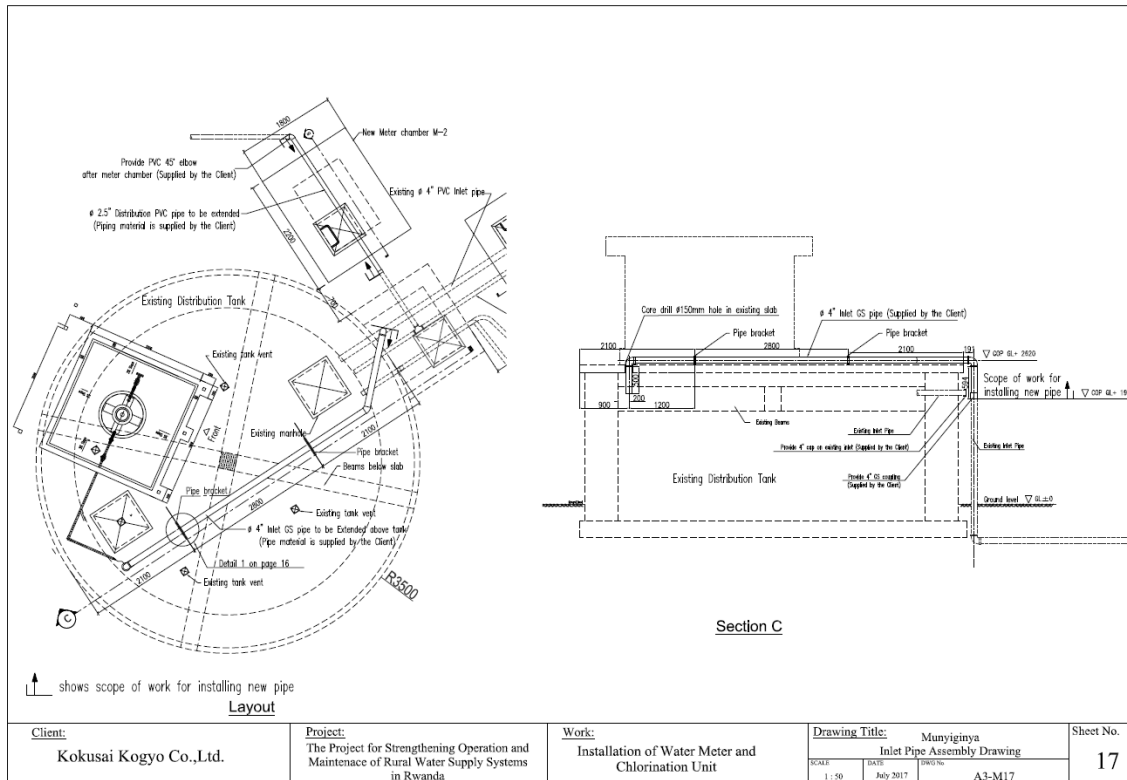 1800
New Meter chamber M-2
Provide PVC 45° elbow
after meter chamber (Supplied by the Client)
Existing ϕ 4" PVC Inlet pipe
ϕ 2.5" Distribution PVC pipe to be extended
(Piping material is supplied by the Client)
2200
Existing Distribution Tank
Existing tank vent
Front
Existing manhole
2100
Pipe bracket
Beams below slab
Pipe bracket
2800
Existing tank vent
ϕ 4" Inlet GS pipe to be Extended above tank
(Pipe material is supplied by the Client)
Detail 1 on page 16
2100
Existing tank vent
R3500
C
shows scope of work for installing new pipe
Layout
Core drill ϕ150mm hole in existing slab
ϕ 4" Inlet GS pipe (Supplied by the Client)
Pipe bracket
Pipe bracket
2100
2800
2100
191
COP GL+ 2620
Scope of work for
installing new pipe
COP GL+ 19
500
594
200
900
1200
Existing Beams
Existing Inlet Pipe
Provide 4" cap on existing inlet (Supplied by the Client)
Existing Inlet Pipe
Existing Distribution Tank
Provide 4" GS coupling
(Supplied by the Client)
Ground level GL±0
Section C
Client:
Kokusai Kogyo Co.,Ltd.
Project:
The Project for Strengthening Operation and
Maintenace of Rural Water Supply Systems
in Rwanda
Work:
Installation of Water Meter and
Chlorination Unit
Drawing Title: Munyiginya
Inlet Pipe Assembly Drawing
SCALE
1 : 50
DATE
July 2017
DWG No
A3-M17
Sheet No.
17